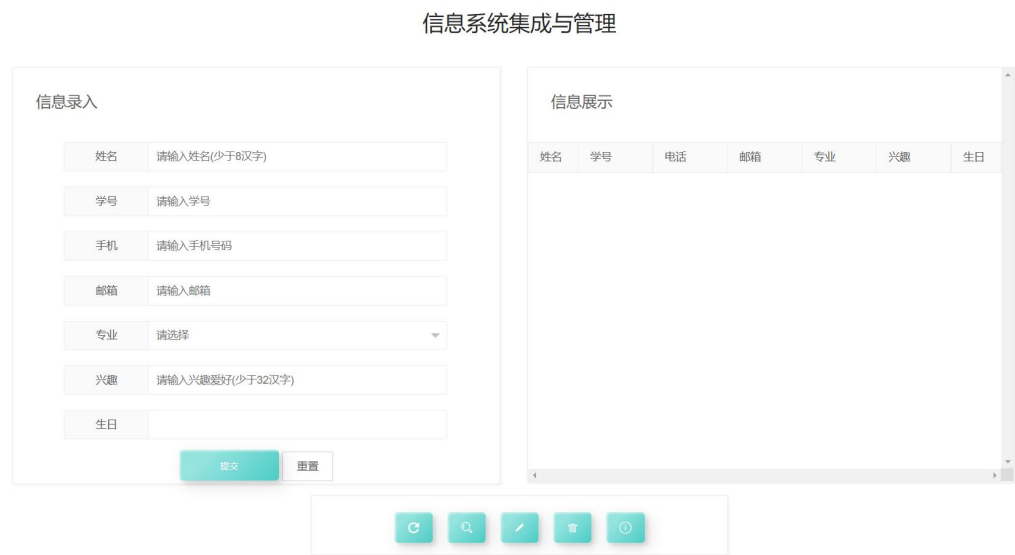 信息系统集成与管理
信息录入
姓名 请输入姓名(少于8汉字)
学号 请输入学号
手机 请输入手机号码
邮箱 请输入邮箱
专业 请选择
兴趣 请输入兴趣爱好(少于32汉字)
生日
提交 重置
信息展示
姓名 学号 电话 邮箱 专业 兴趣 生日